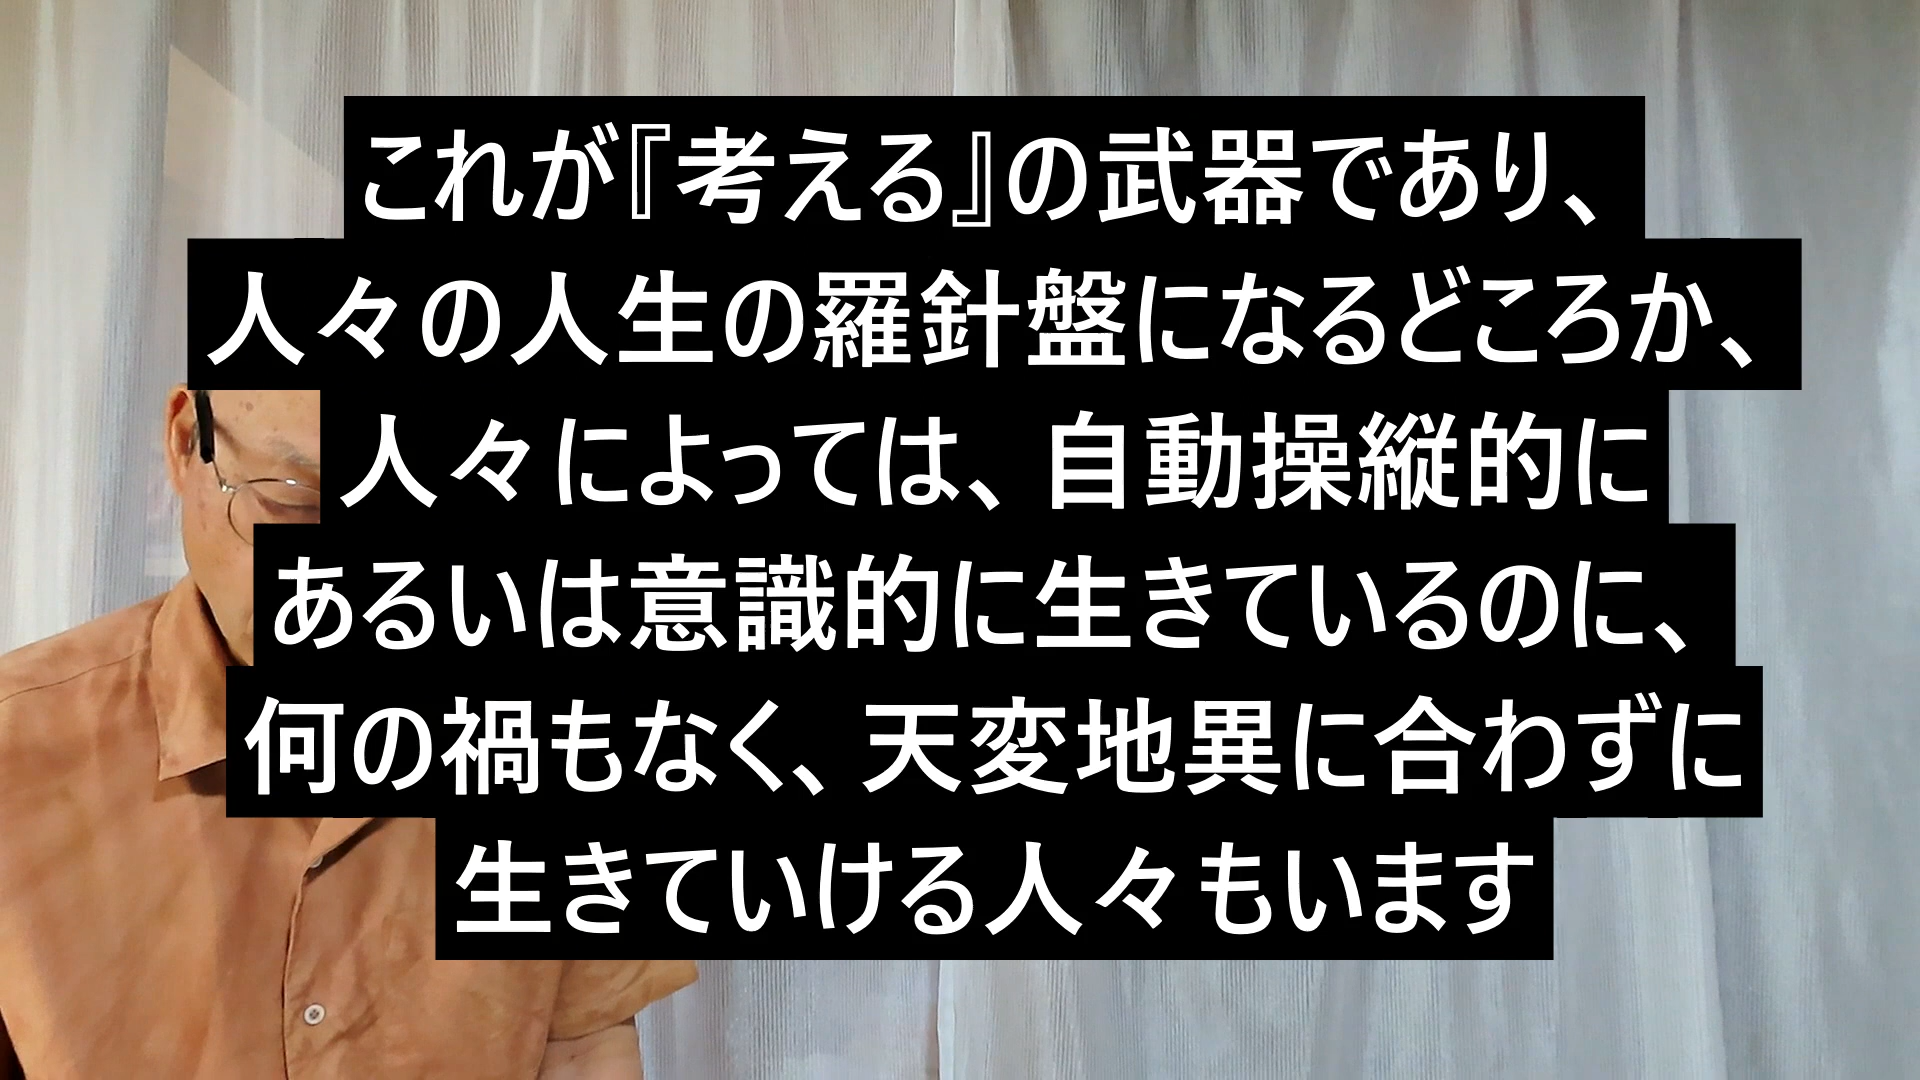 これが『考える』の武器であり、
人々の人生の羅針盤になるどころか、
人々によっては、自動操縦的に
あるいは意識的に生きているのに、
何の禍もなく、天変地異に合わずに
生きていける人々もいます